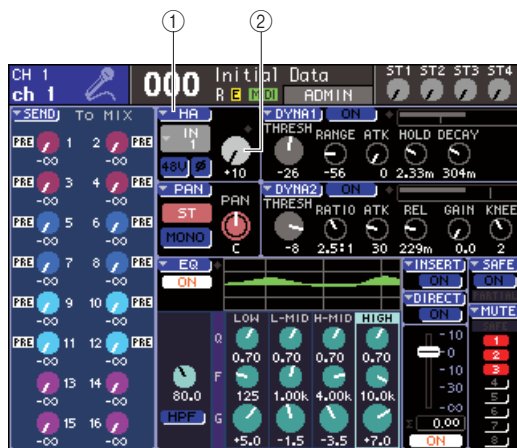 ① ②
CH 1
ch 1
000 Initial Data
R E MIDI ADMIN
ST1 ST2 ST3 ST4
SEND To MIX
PRE 1 2 PRE
-∞ -∞
PRE 3 4 PRE
-∞ -∞
PRE 5 6 PRE
-∞ -∞
PRE 7 8 PRE
-∞ -∞
PRE 9 10 PRE
-∞ -∞
PRE 11 12 PRE
-∞ -∞
13 14
-∞ -∞
15 16
-∞ -∞
HA
IN
1
48V Ø
+10
PAN
ST
MONO
PAN
C
DYNA1 ON
THRESH RANGE ATK HOLD DECAY
-26 -56 0 2.33m 304m
DYNA2 ON
THRESH RATIO ATK REL GAIN KNEE
-8 2.5:1 30 229m 0.0 2
EQ
ON
LOW L-MID H-MID HIGH
Q
0.70 0.70 0.70 0.70
F
80.0 125 1.00k 4.00k 10.0k
HPF
G
+5.0 -1.5 -3.5 +7.0
INSERT
ON
DIRECT
ON
-10
-0
-10
-30
-∞
Σ 0.00
ON
SAFE
ON
PARTIAL
MUTE
SAFE
1
2
3
4
5
6
7
8